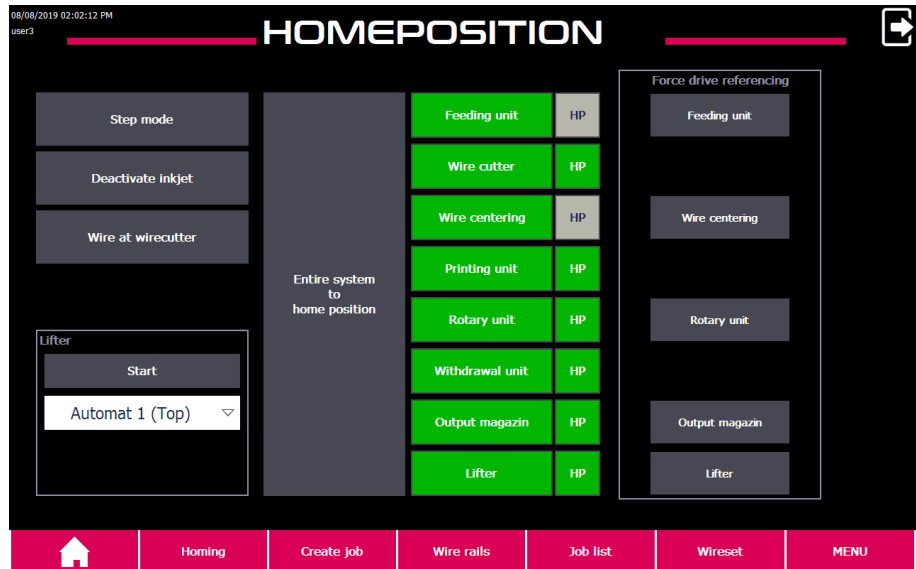 08/08/2019 02:02:12 PM
user3
HOMEPOSITION
Step mode
Deactivate inkjet
Wire at wirecutter
Lifter
Start
Automat 1 (Top)
Entire system
to
home position
Feeding unit HP
Wire cutter HP
Wire centering HP
Printing unit HP
Rotary unit HP
Withdrawal unit HP
Output magazin HP
Lifter HP
Force drive referencing
Feeding unit
Wire centering
Rotary unit
Output magazin
Lifter
Homing Create job Wire rails Job list Wireset MENU